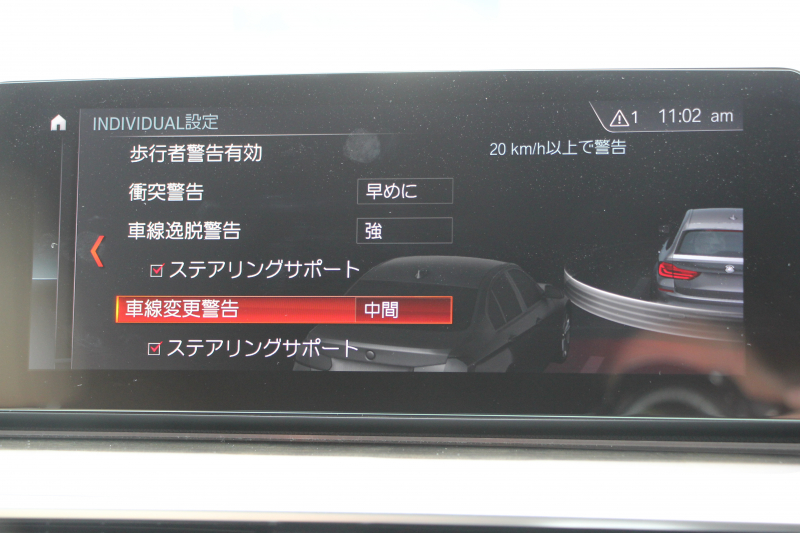 INDIVIDUAL設定
1 11:02 am
歩行者警告有効
20 km/h以上で警告
衝突警告 早めに
車線逸脱警告 強
ステアリングサポート
車線変更警告 中間
ステアリングサポート